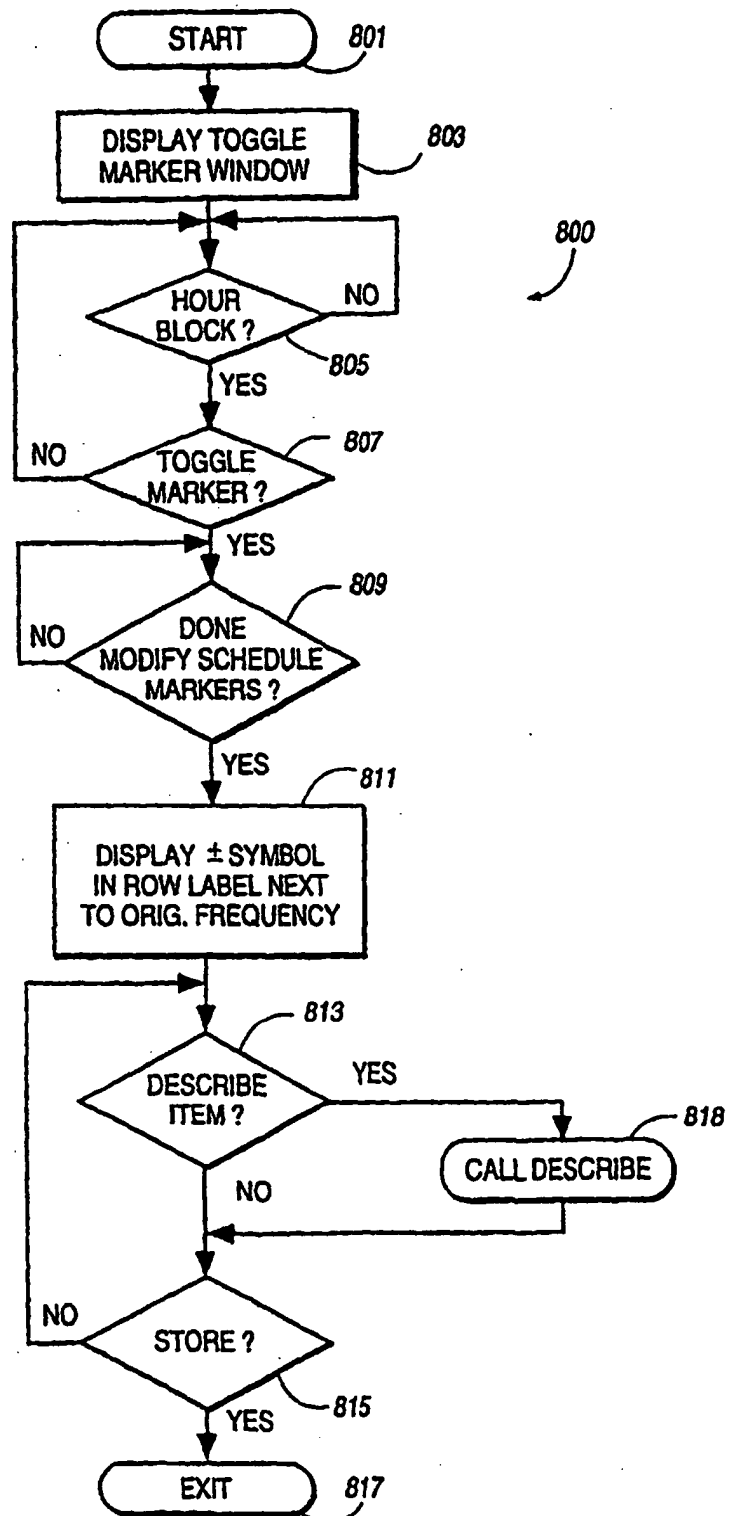 START
801
DISPLAY TOGGLE
MARKER WINDOW
803
800
HOUR
BLOCK ?
NO
805
YES
807
NO
TOGGLE
MARKER ?
YES
809
NO
DONE
MODIFY SCHEDULE
MARKERS ?
YES
811
DISPLAY ± SYMBOL
IN ROW LABEL NEXT
TO ORIG. FREQUENCY
813
DESCRIBE
ITEM ?
YES
818
CALL DESCRIBE
NO
NO
STORE ?
815
YES
EXIT
817